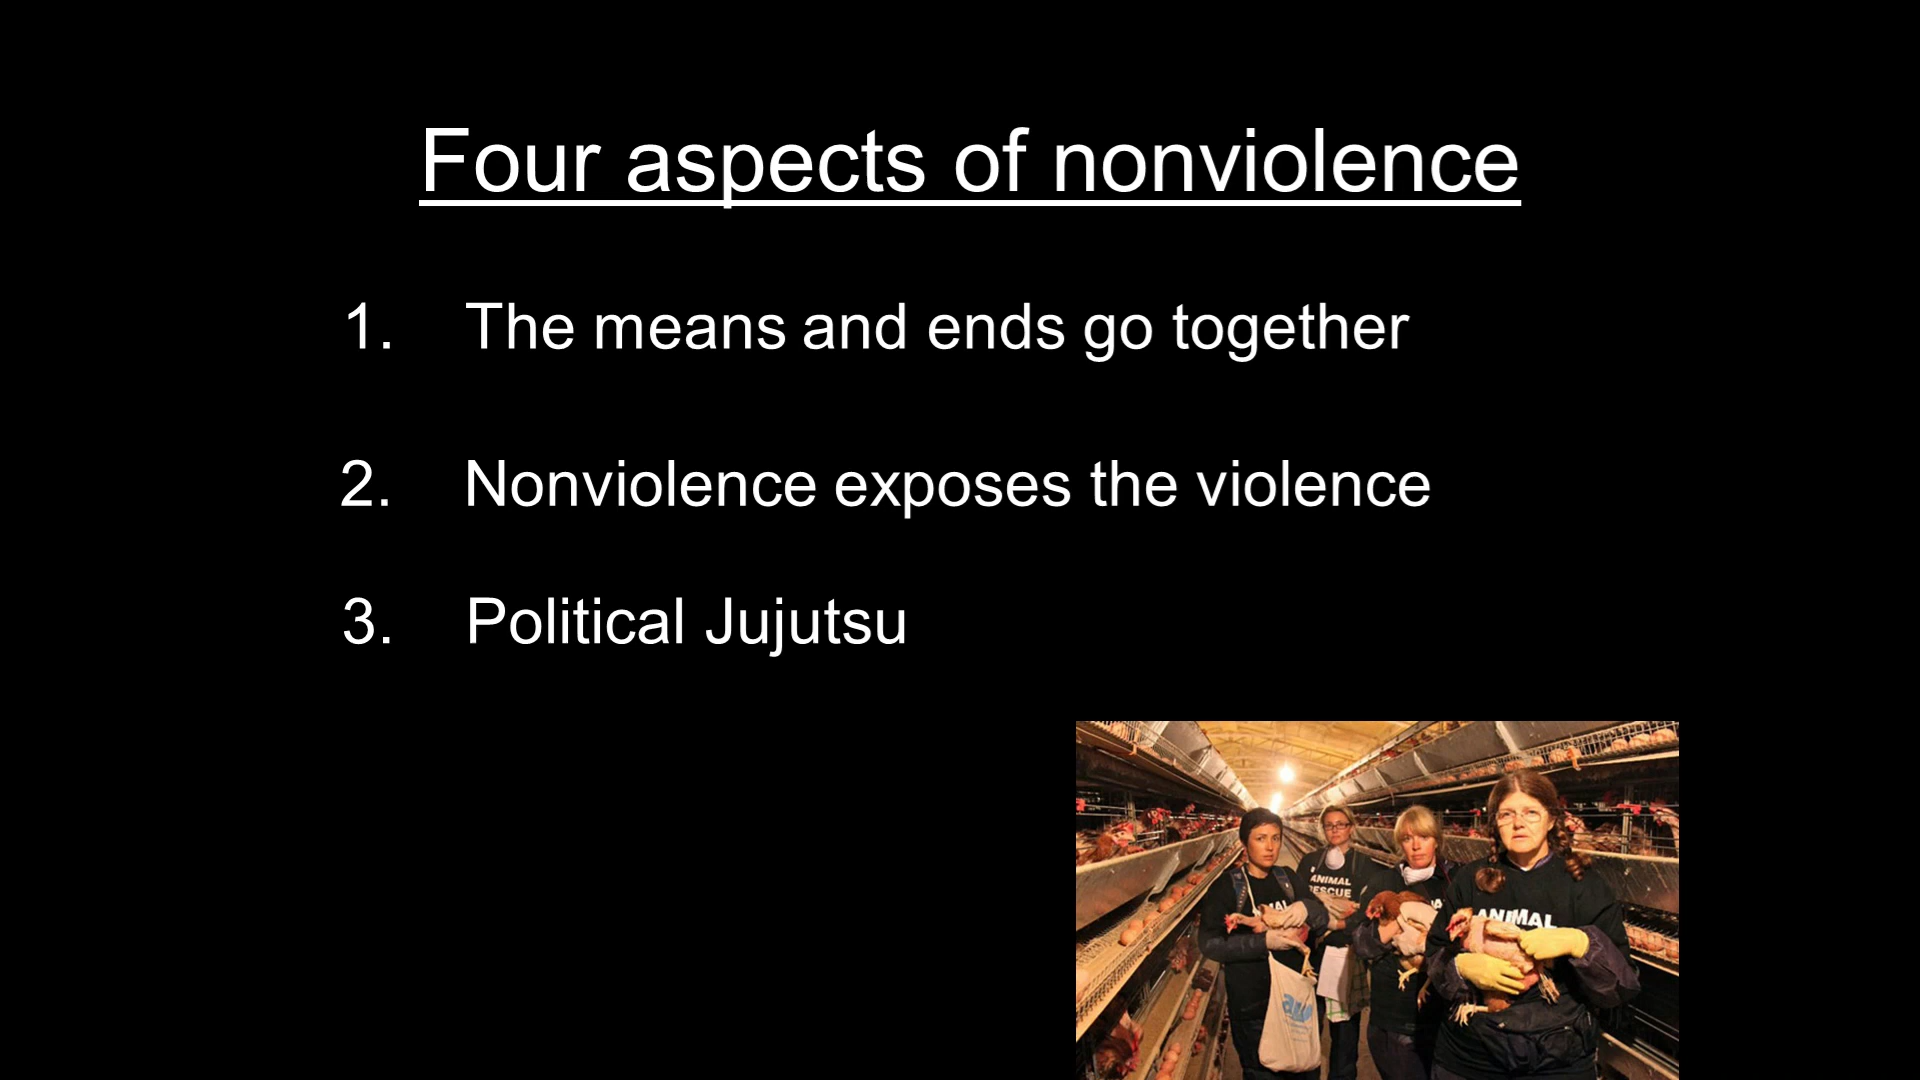 Four aspects of nonviolence
1. The means and ends go together
2. Nonviolence exposes the violence
3. Political Jujutsu
ANIMAL
RESCUE
ANIMAL